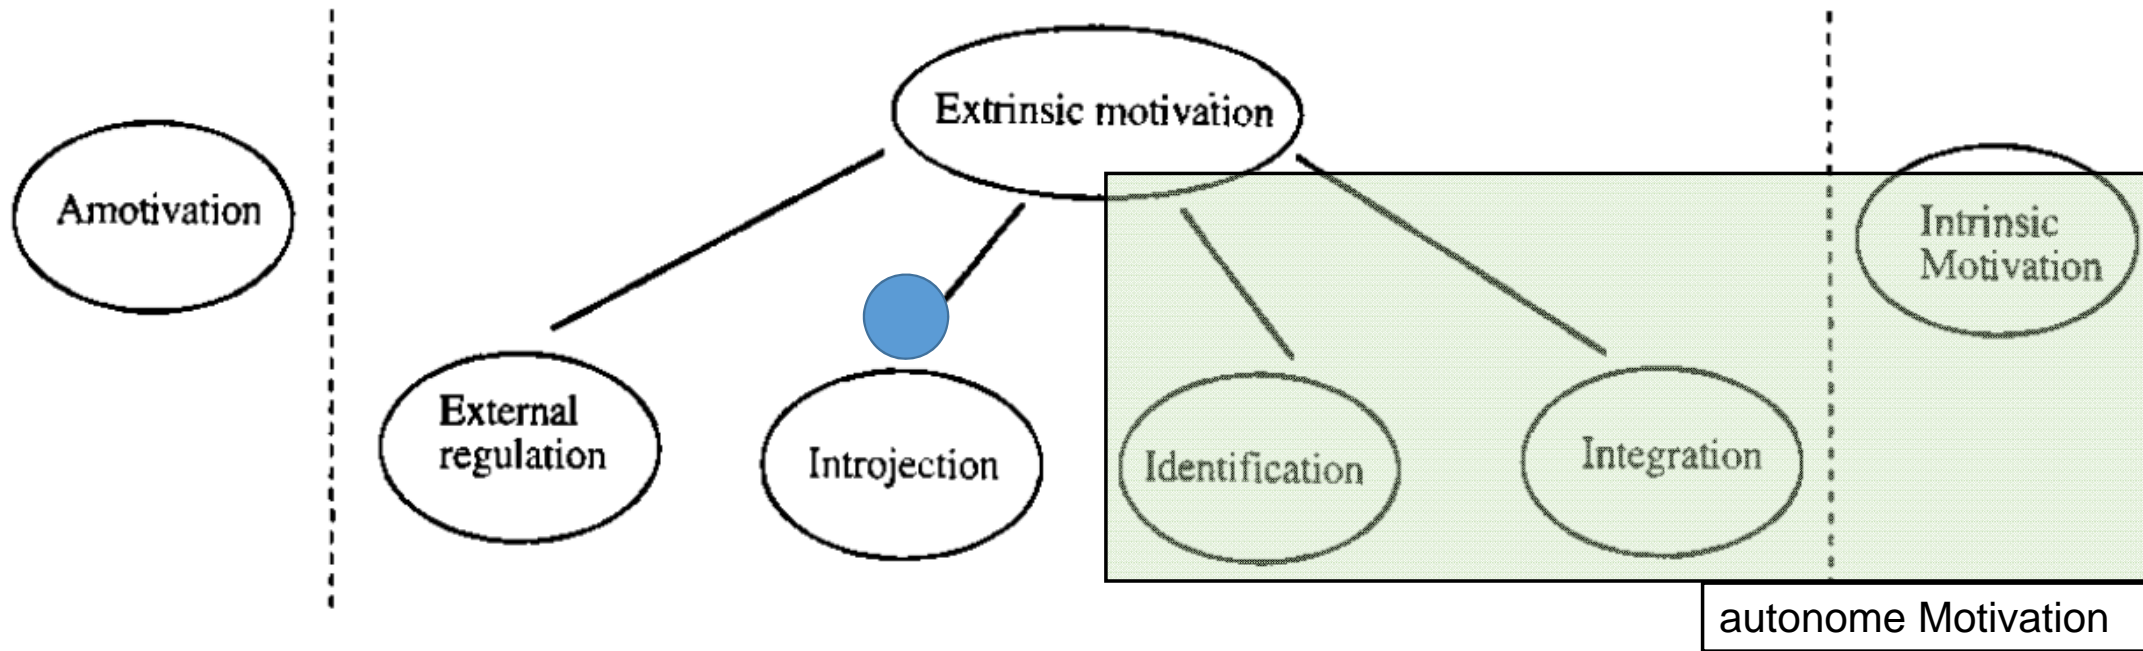 Extrinsic motivation
Amotivation
Intrinsic
Motivation
External
regulation
Introjection
Identification
Integration
autonome Motivation